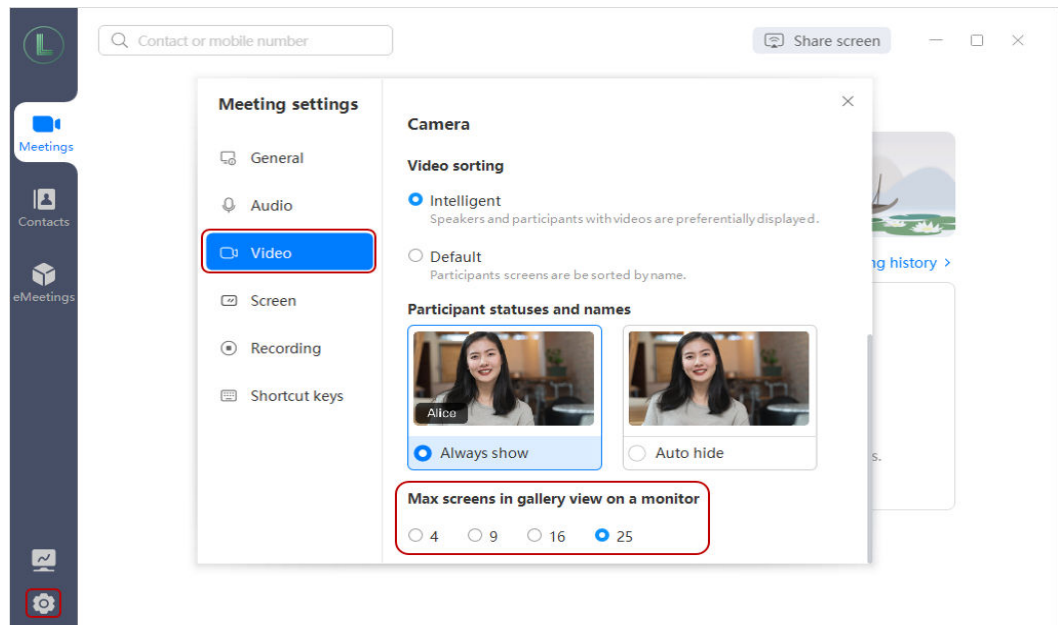 L
Contact or mobile number
Share screen
Meetings
Contacts
eMeetings
Meeting settings
General
Audio
Video
Screen
Recording
Shortcut keys
Camera
Video sorting
Intelligent
Speakers and participants with videos are preferentially displayed.
Default
Participants screens are be sorted by name.
Participant statuses and names
Alice
Always show
Auto hide
Max screens in gallery view on a monitor
4 9 16 25
ng history >
s.